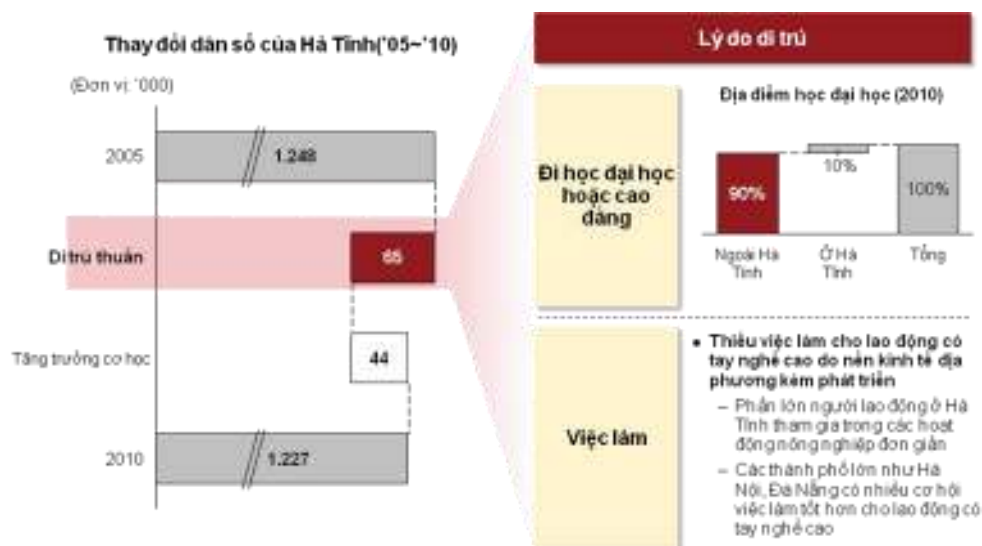 Thay đổi dân số của Hà Tĩnh('05~'10)
(Đơn vị: '000)
2005
1.248
Di trú thuần
65
Tăng trưởng cơ học
44
2010
1.227
Lý do di trú
Đi học đại học
hoặc cao
đẳng
Địa điểm học đại học (2010)
90%
10%
100%
Ngoài Hà
Tĩnh
Ở Hà
Tĩnh
Tổng
Việc làm
• Thiếu việc làm cho lao động có
tay nghề cao do nền kinh tế địa
phương kém phát triển
– Phần lớn người lao động ở Hà
Tĩnh tham gia trong các hoạt
động nông nghiệp đơn giản
– Các thành phố lớn như Hà
Nội, Đà Nẵng có nhiều cơ hội
việc làm tốt hơn cho lao động có
tay nghề cao